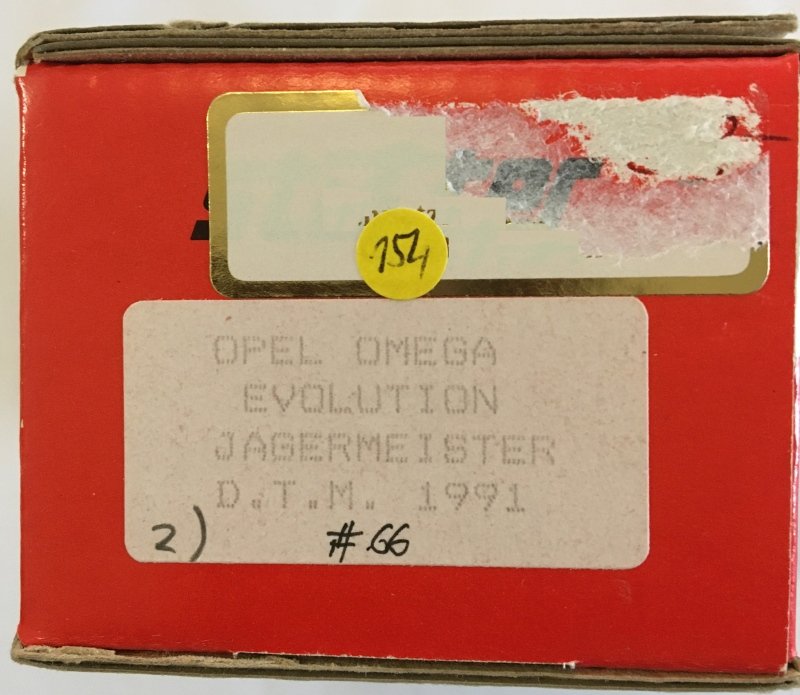 154
OPEL OMEGA
EVOLUTION
JAGERMEISTER
D.T.M. 1991
2) #66